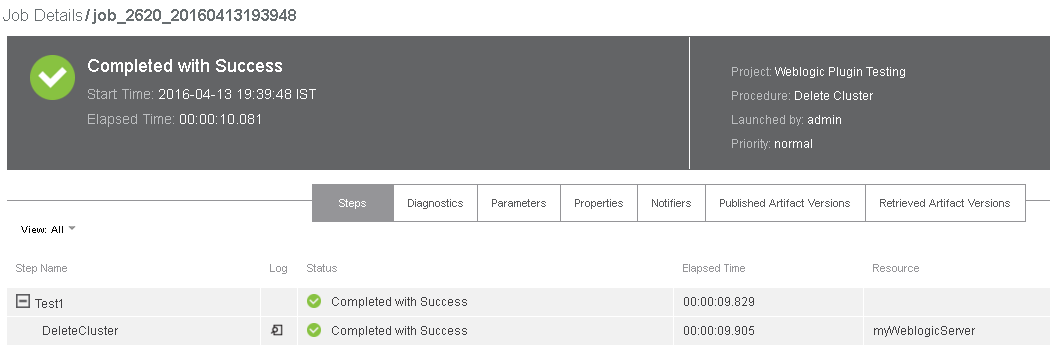 Job Details / job_2620_20160413193948
Completed with Success
Start Time: 2016-04-13 19:39:48 IST
Elapsed Time: 00:00:10.081
Project: Weblogic Plugin Testing
Procedure: Delete Cluster
Launched by: admin
Priority: normal
Steps Diagnostics Parameters Properties Notifiers Published Artifact Versions Retrieved Artifact Versions
View: All
Step Name Log Status Elapsed Time Resource
Test1 Completed with Success 00:00:09.829
DeleteCluster Completed with Success 00:00:09.905 myWeblogicServer